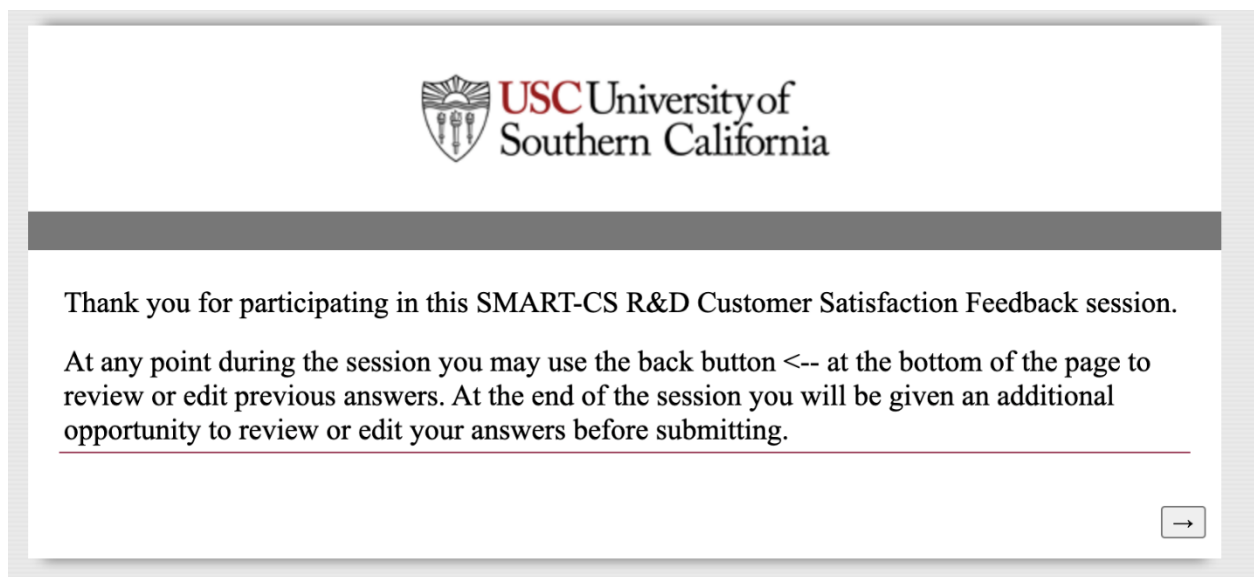 USC University of
Southern California
Thank you for participating in this SMART-CS R&D Customer Satisfaction Feedback session.
At any point during the session you may use the back button <-- at the bottom of the page to
review or edit previous answers. At the end of the session you will be given an additional
opportunity to review or edit your answers before submitting.
→